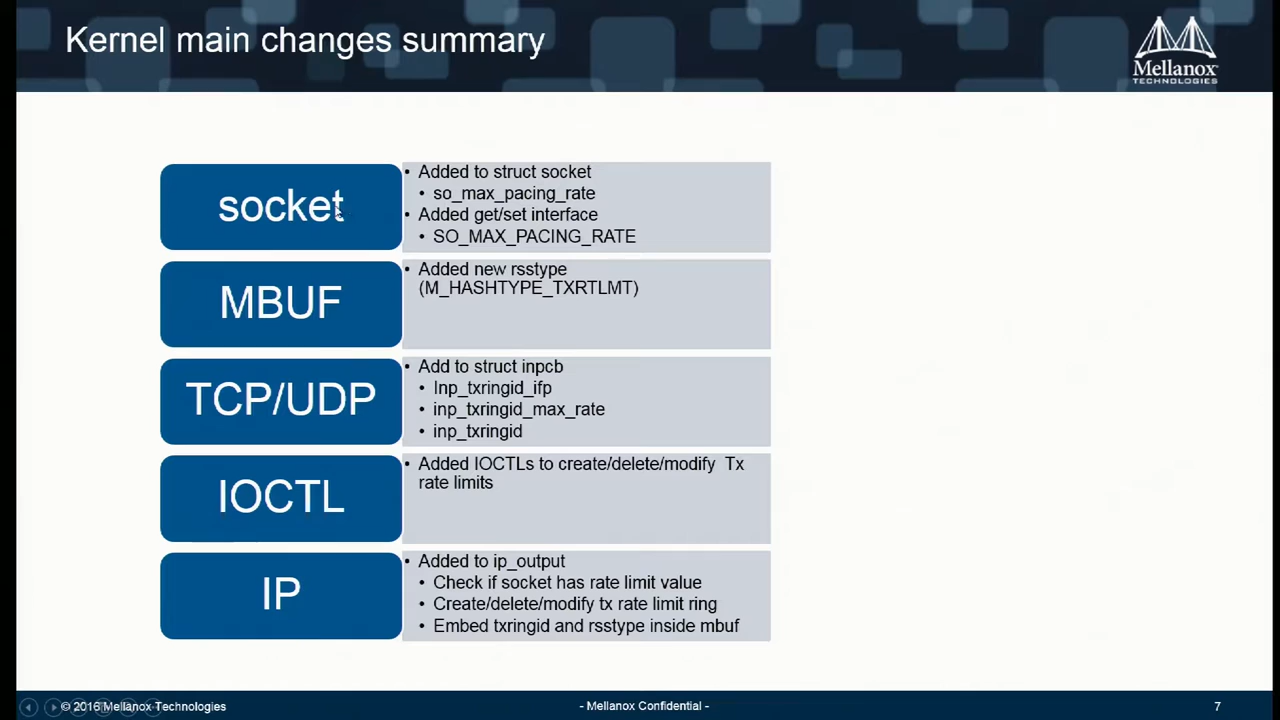 Kernel main changes summary
Mellanox
TECHNOLOGIES
socket
• Added to struct socket
• so_max_pacing_rate
• Added get/set interface
• SO_MAX_PACING_RATE
MBUF
• Added new rsstype
(M_HASHTYPE_TXRTLMT)
TCP/UDP
• Add to struct inpcb
• Inp_txringid_ifp
• inp_txringid_max_rate
• inp_txringid
IOCTL
• Added IOCTLs to create/delete/modify Tx
rate limits
IP
• Added to ip_output
• Check if socket has rate limit value
• Create/delete/modify tx rate limit ring
• Embed txringid and rsstype inside mbuf
© 2016 Mellanox Technologies
- Mellanox Confidential -
7